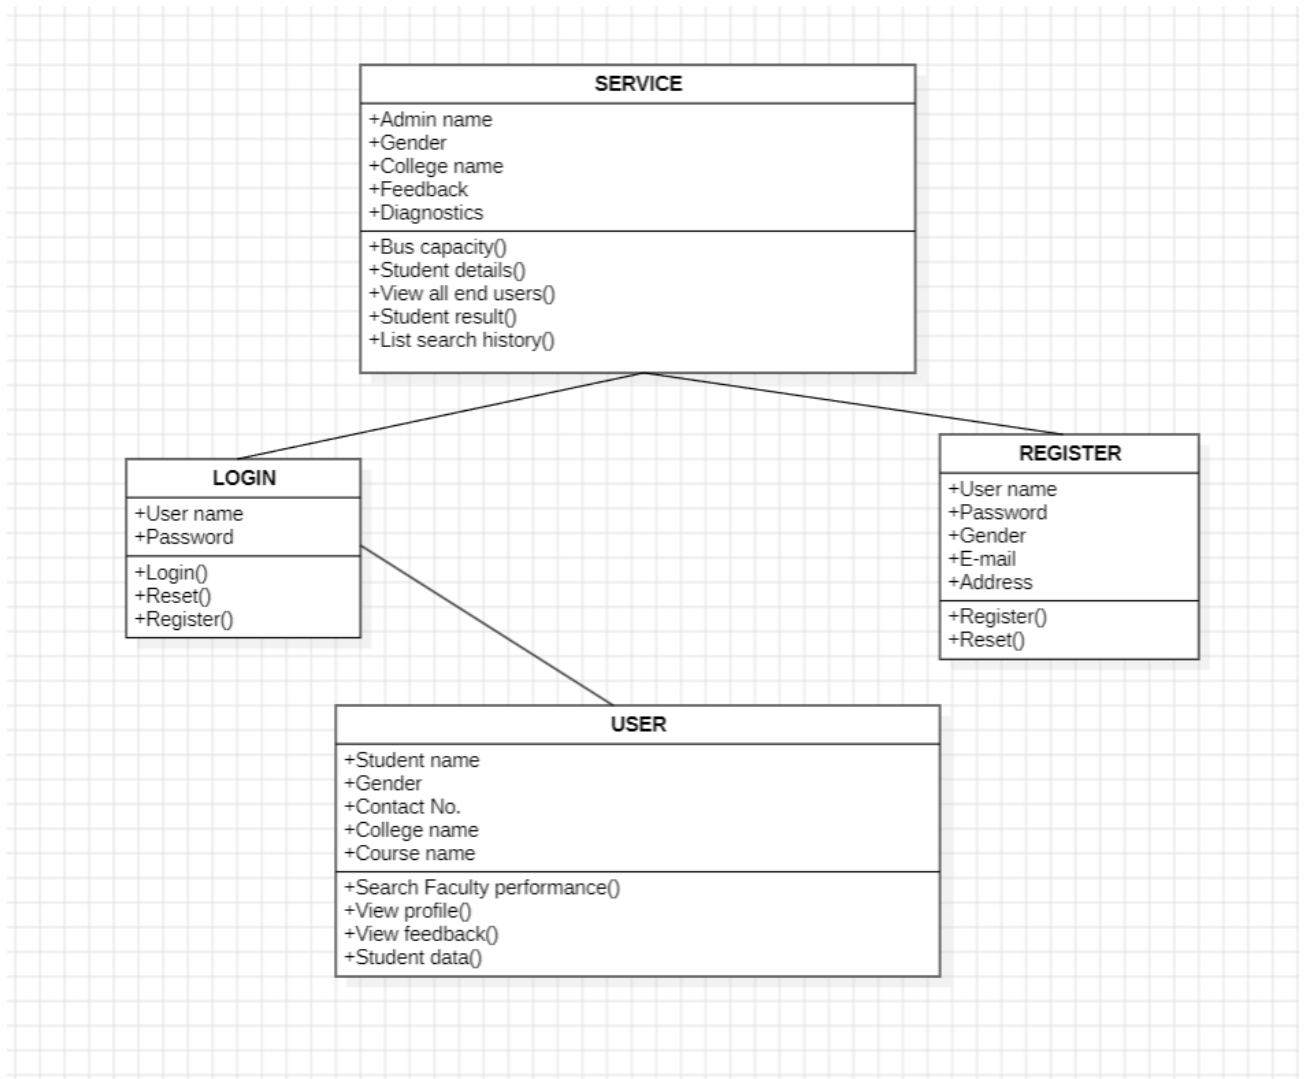 SERVICE
+Admin name
+Gender
+College name
+Feedback
+Diagnostics
+Bus capacity()
+Student details()
+View all end users()
+Student result()
+List search history()
LOGIN
+User name
+Password
+Login()
+Reset()
+Register()
REGISTER
+User name
+Password
+Gender
+E-mail
+Address
+Register()
+Reset()
USER
+Student name
+Gender
+Contact No.
+College name
+Course name
+Search Faculty performance()
+View profile()
+View feedback()
+Student data()